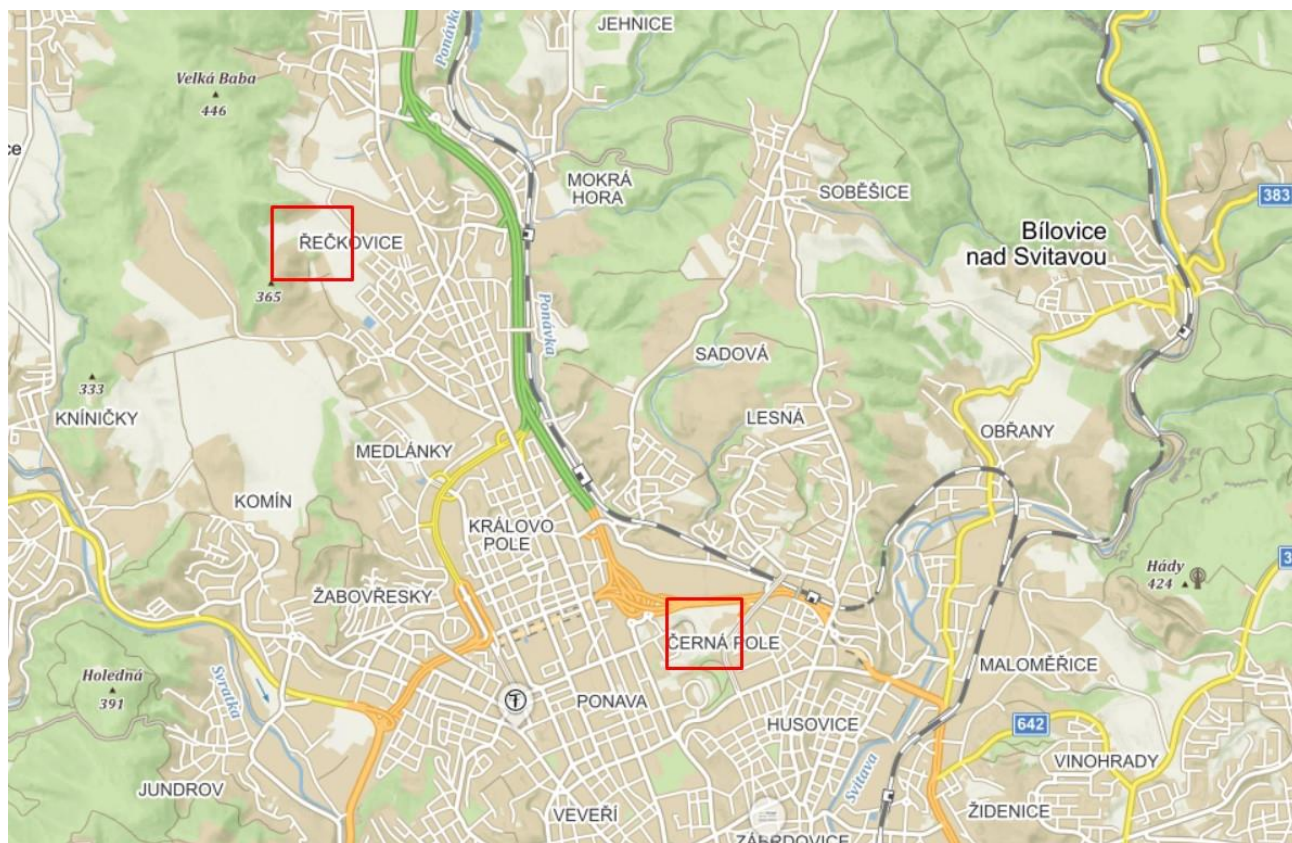 JEHNICE
Ponávka
Velká Baba
446
MOKRÁ
HORA
SOBĚŠICE
383
Bílovice
nad Svitavou
ŘEČKOVICE
365
Ponávka
SADOVÁ
333
KNÍNIČKY
LESNÁ
OBŘANY
MEDLÁNKY
KOMÍN
KRÁLOVO
POLE
Hády
424
ŽABOVŘESKY
ČERNÁ POLE
MALOMĚŘICE
Holedná
391
Svratka
PONAVA
HUSOVICE
642
VINOHRADY
JUNDROV
Svitava
VEVEŘÍ
ŽIDENICE